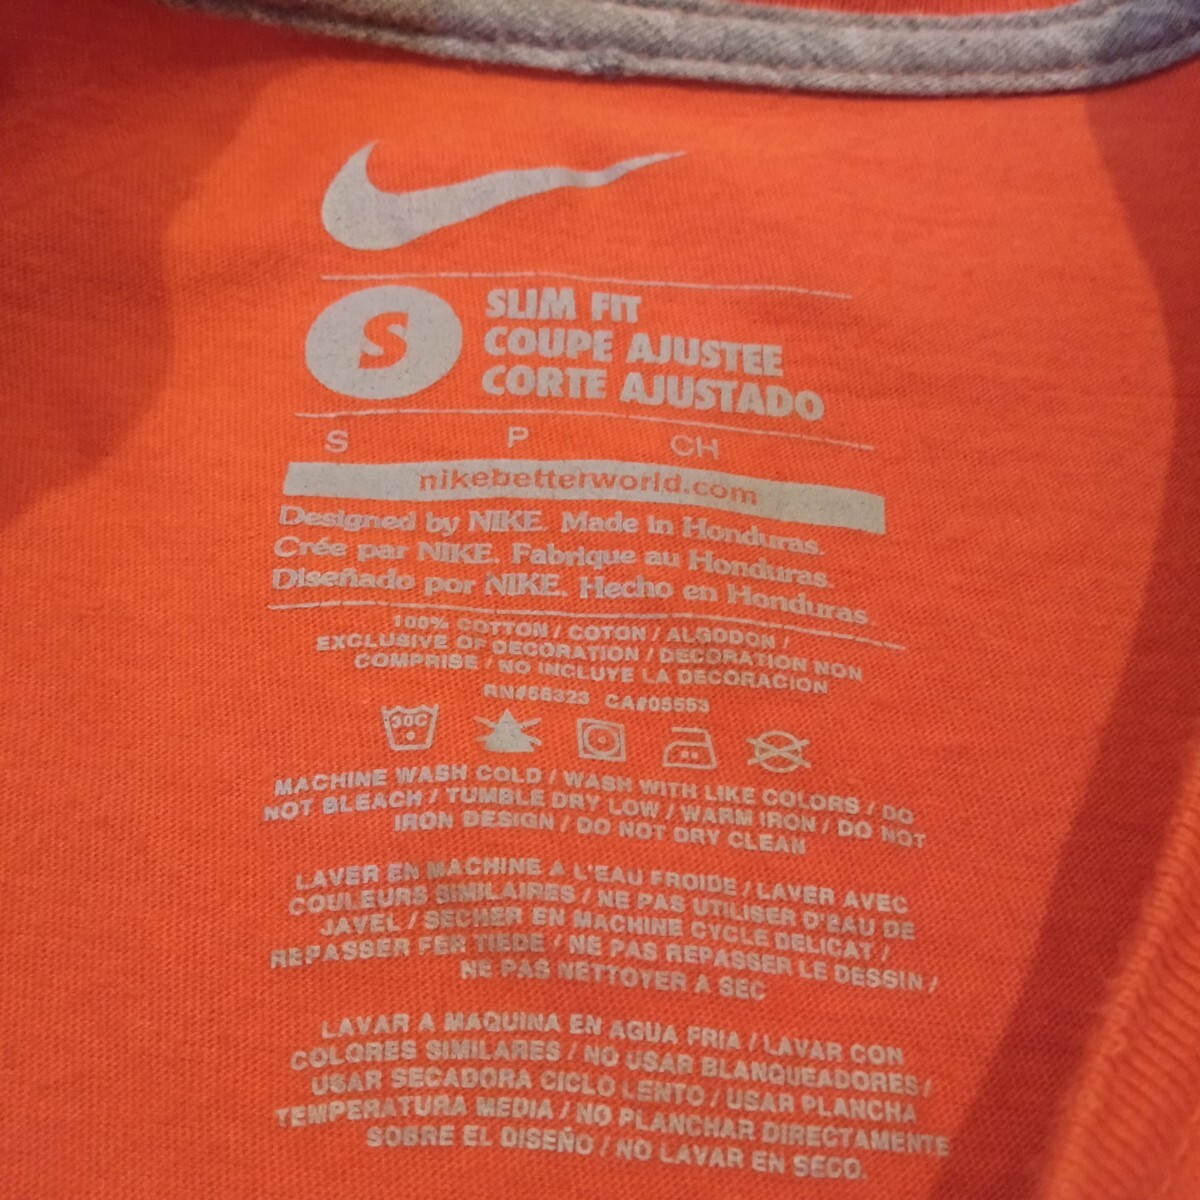 S
SLIM FIT
COUPE AJUSTEE
CORTE AJUSTADO
S P CH
nikebetterworld.com
Designed by NIKE. Made in Honduras.
Crée par NIKE. Fabrique au Honduras.
Diseñado por NIKE. Hecho en Honduras
100% COTTON / COTON / ALGODON /
EXCLUSIVE OF DECORATION / DECORATION NON
COMPRISE / NO INCLUYE LA DECORACION
RN#56323 CA#05553
30C
MACHINE WASH COLD / WASH WITH LIKE COLORS / DO
NOT BLEACH / TUMBLE DRY LOW / WARM IRON / DO NOT
IRON DESIGN / DO NOT DRY CLEAN
LAVER EN MACHINE A L'EAU FROIDE / LAVER AVEC
COULEURS SIMILAIRES / NE PAS UTILISER D'EAU DE
JAVEL / SECHER EN MACHINE CYCLE DELICAT /
REPASSER FER TIEDE / NE PAS REPASSER LE DESSIN /
NE PAS NETTOYER A SEC
LAVAR A MAQUINA EN AGUA FRIA / LAVAR CON
COLORES SIMILARES / NO USAR BLANQUEADORES /
USAR SECADORA CICLO LENTO / USAR PLANCHA
TEMPERATURA MEDIA / NO PLANCHAR DIRECTAMENTE
SOBRE EL DISEÑO / NO LAVAR EN SECO.